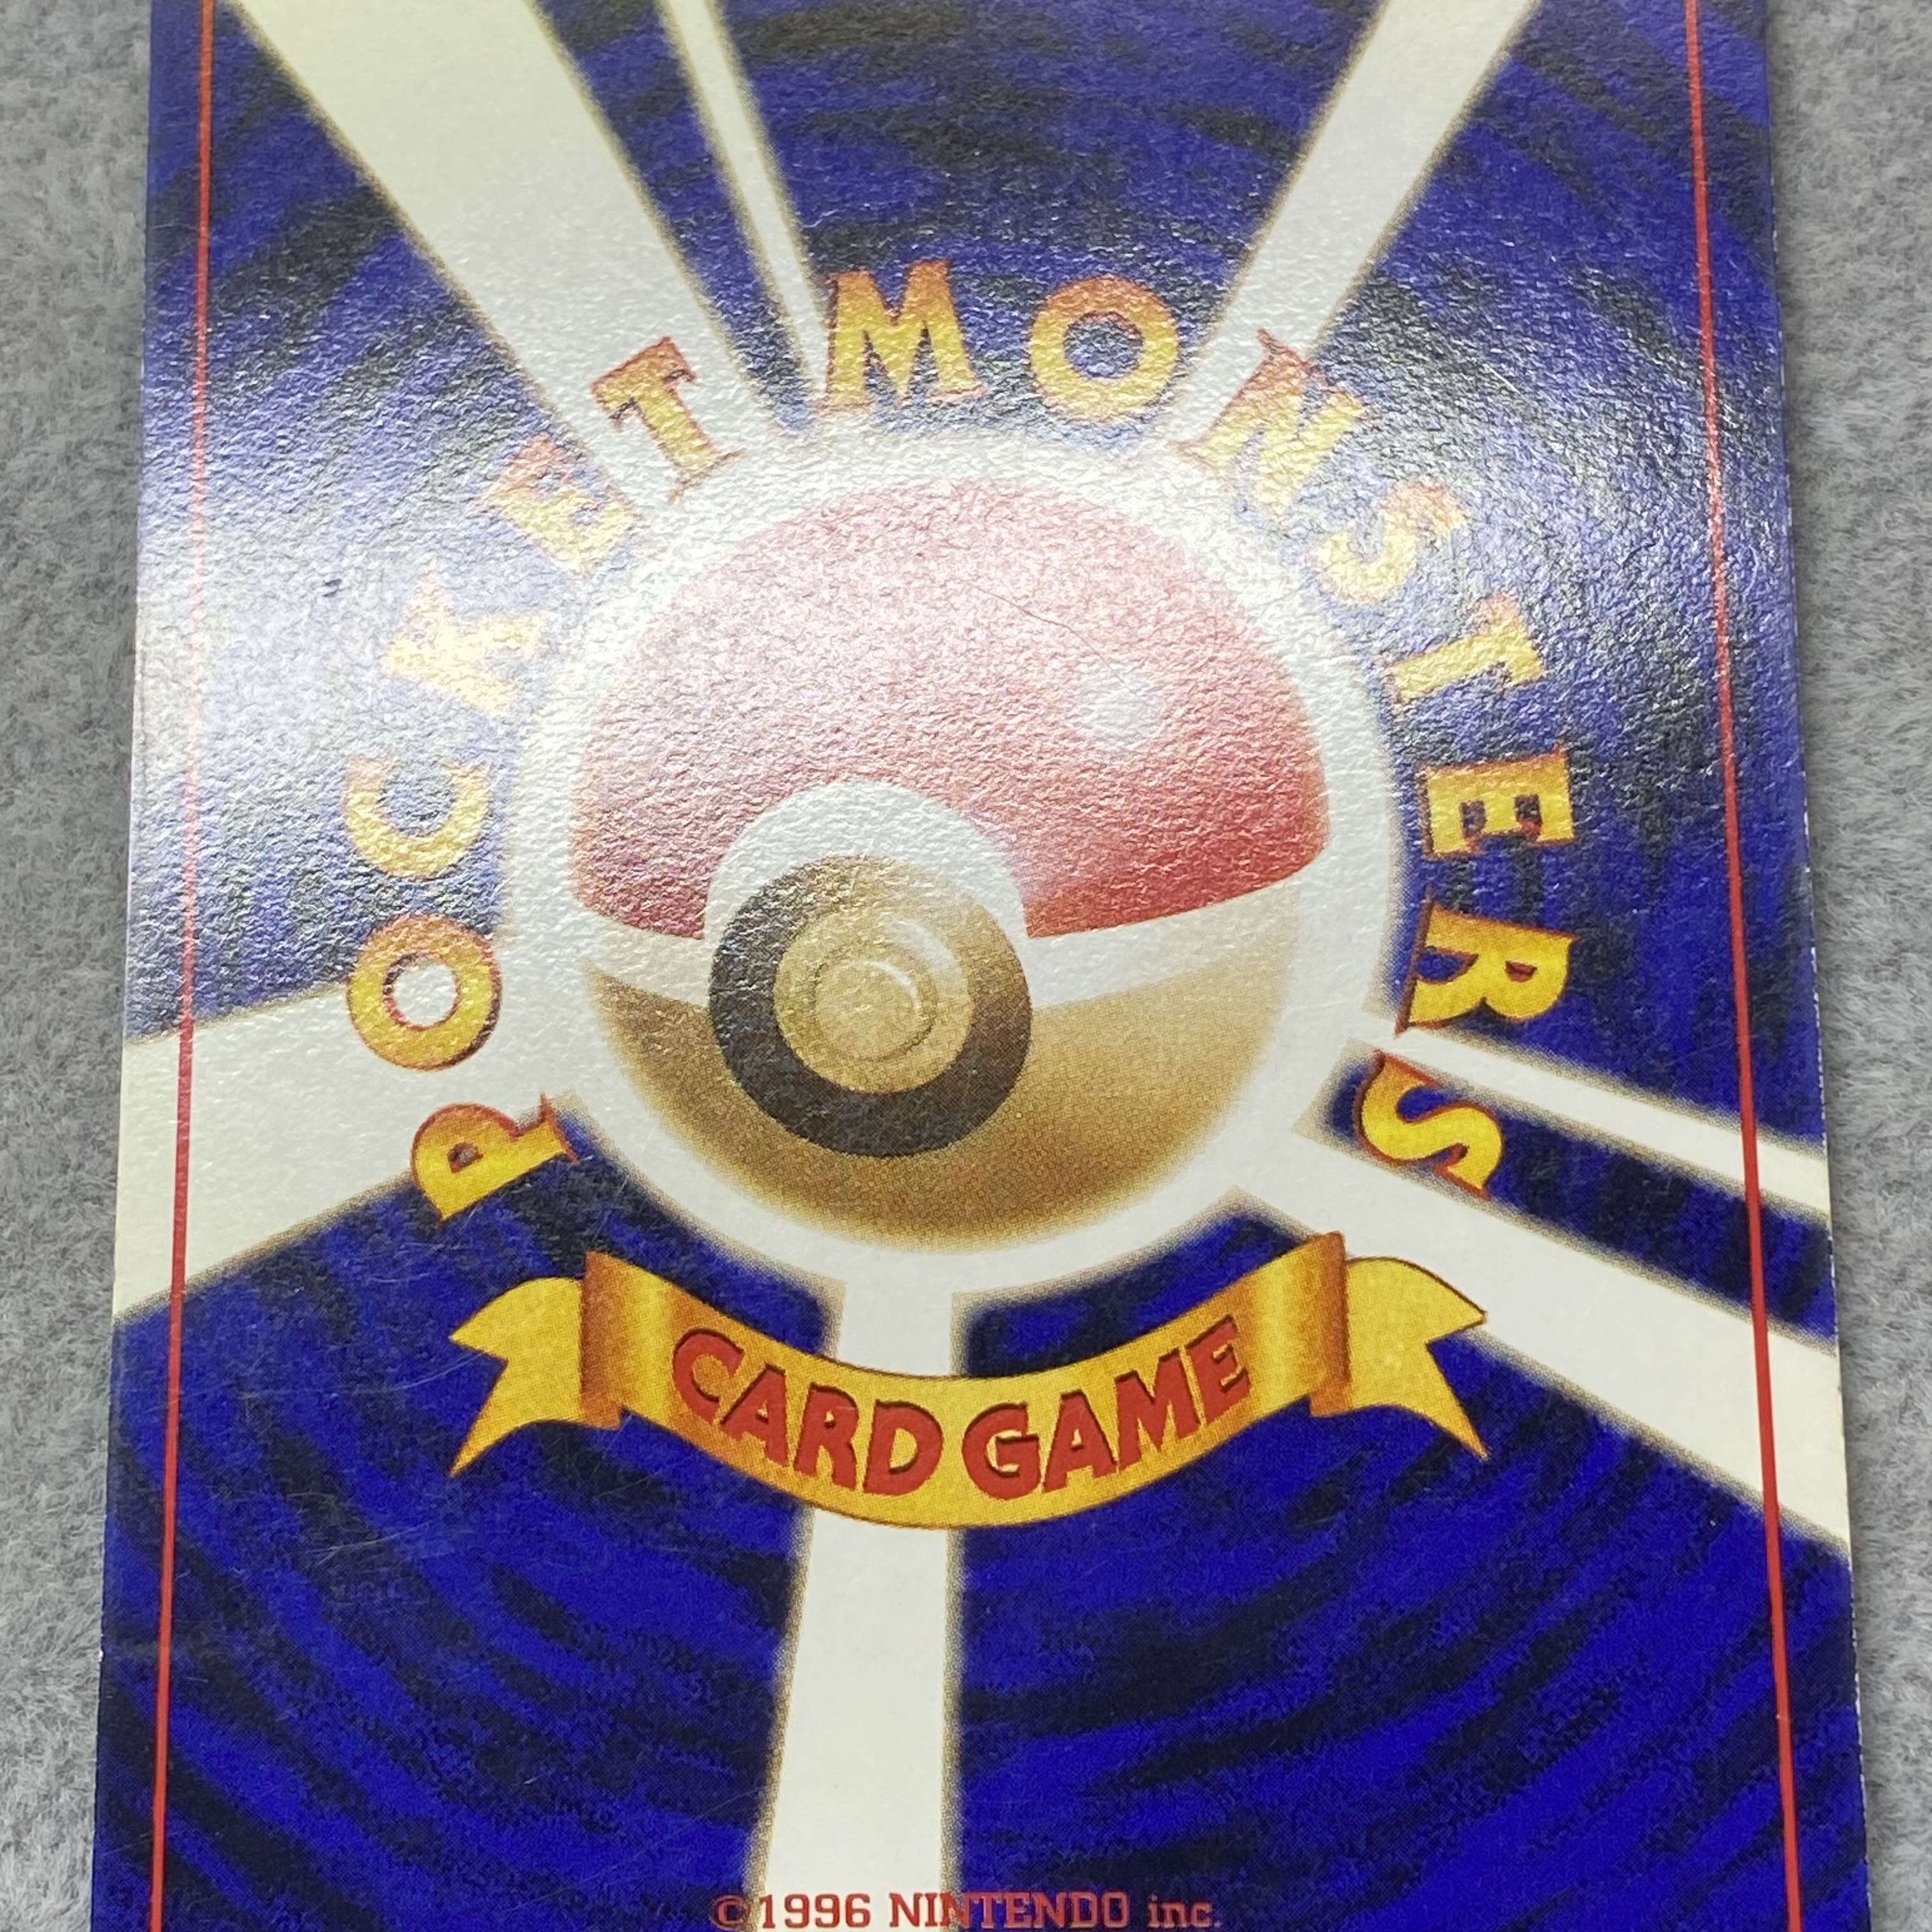 POCKET MONSTERS
CARD GAME
©1996 NINTENDO inc.